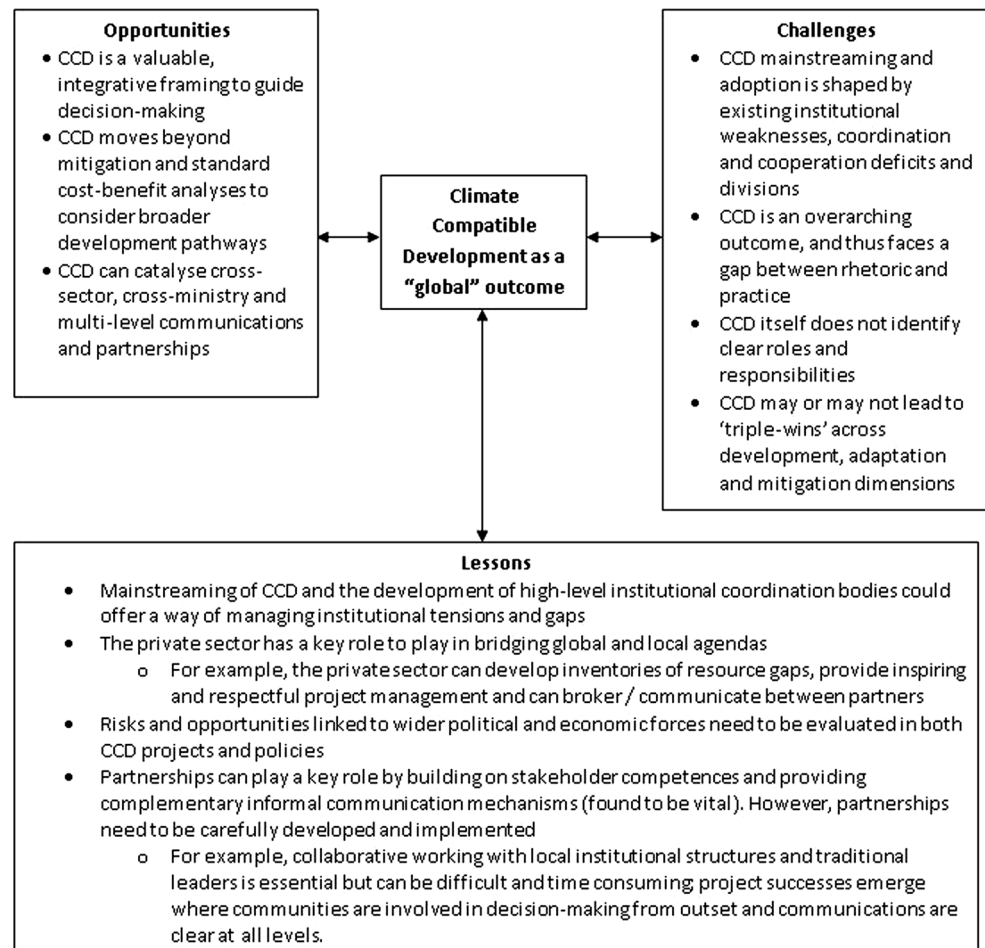 Opportunities
• CCD is a valuable,
integrative framing to guide
decision-making
• CCD moves beyond
mitigation and standard
cost-benefit analyses to
consider broader
development pathways
• CCD can catalyse cross-
sector, cross-ministry and
multi-level communications
and partnerships
Climate
Compatible
Development as a
“global” outcome
Challenges
• CCD mainstreaming and
adoption is shaped by
existing institutional
weaknesses, coordination
and cooperation deficits and
divisions
• CCD is an overarching
outcome, and thus faces a
gap between rhetoric and
practice
• CCD itself does not identify
clear roles and
responsibilities
• CCD may or may not lead to
‘triple-wins’ across
development, adaptation
and mitigation dimensions
Lessons
• Mainstreaming of CCD and the development of high-level institutional coordination bodies could
offer a way of managing institutional tensions and gaps
• The private sector has a key role to play in bridging global and local agendas
o For example, the private sector can develop inventories of resource gaps, provide inspiring
and respectful project management and can broker / communicate between partners
• Risks and opportunities linked to wider political and economic forces need to be evaluated in both
CCD projects and policies
• Partnerships can play a key role by building on stakeholder competences and providing
complementary informal communication mechanisms (found to be vital). However, partnerships
need to be carefully developed and implemented
o For example, collaborative working with local institutional structures and traditional
leaders is essential but can be difficult and time consuming; project successes emerge
where communities are involved in decision-making from outset and communications are
clear at all levels.